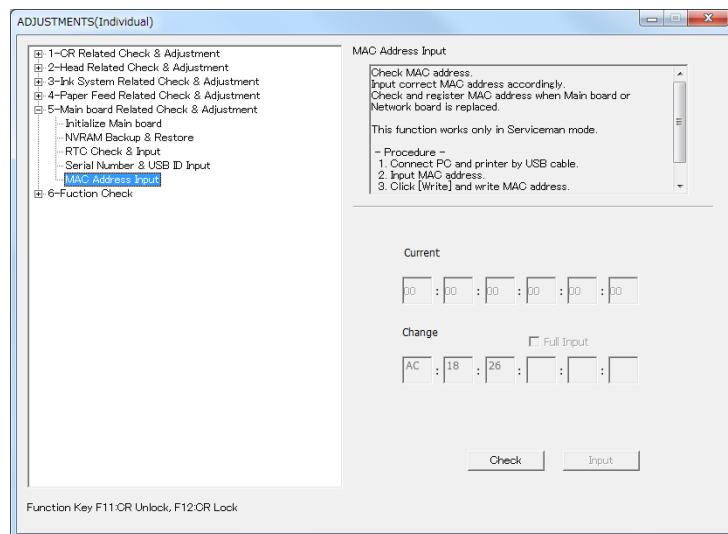 ADJUSTMENTS(Individual)
1-CR Related Check & Adjustment
2-Head Related Check & Adjustment
3-Ink System Related Check & Adjustment
4-Paper Feed Related Check & Adjustment
5-Main board Related Check & Adjustment
Initialize Main board
NVRAM Backup & Restore
RTC Check & Input
Serial Number & USB ID Input
MAC Address Input
6-Fuction Check
MAC Address Input
Check MAC address.
Input correct MAC address accordingly.
Check and register MAC address when Main board or
Network board is replaced.
This function works only in Serviceman mode.
- Procedure -
1. Connect PC and printer by USB cable.
2. Input MAC address.
3. Click [Write] and write MAC address.
Current
00 : 00 : 00 : 00 : 00 : 00
Change
Full Input
AC : 18 : 26 : : :
Check Input
Function Key F11:CR Unlock, F12:CR Lock